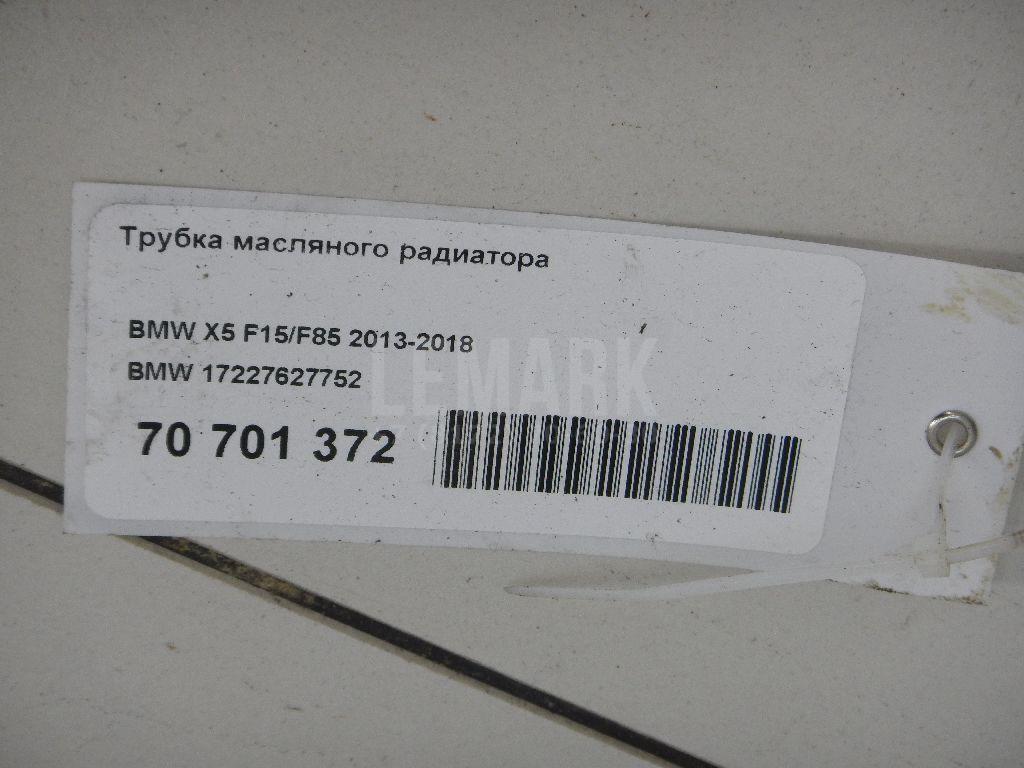 Трубка масляного радиатора
BMW X5 F15/F85 2013-2018
BMW 17227627752
LEMARK
70 701 372